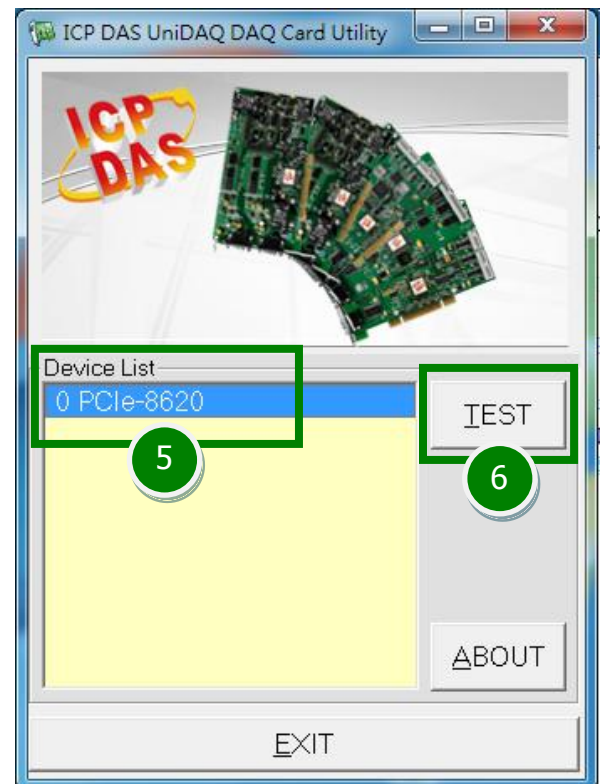 ICP DAS UniDAQ DAQ Card Utility
ICP
DAS
Device List
0 PCIe-8620
TEST
5
6
ABOUT
EXIT